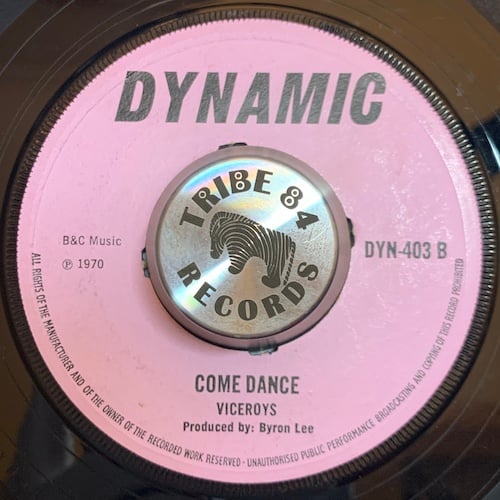 DYNAMIC
TRIBE 84
RECORDS
B&C Music
℗ 1970
DYN-403 B
COME DANCE
VICEROYS
Produced by: Byron Lee
ALL RIGHTS OF THE MANUFACTURER AND OF THE OWNER OF THE RECORDED WORK RESERVED - UNAUTHORISED PUBLIC PERFORMANCE BROADCASTING AND COPYING OF THIS RECORD PROHIBITED